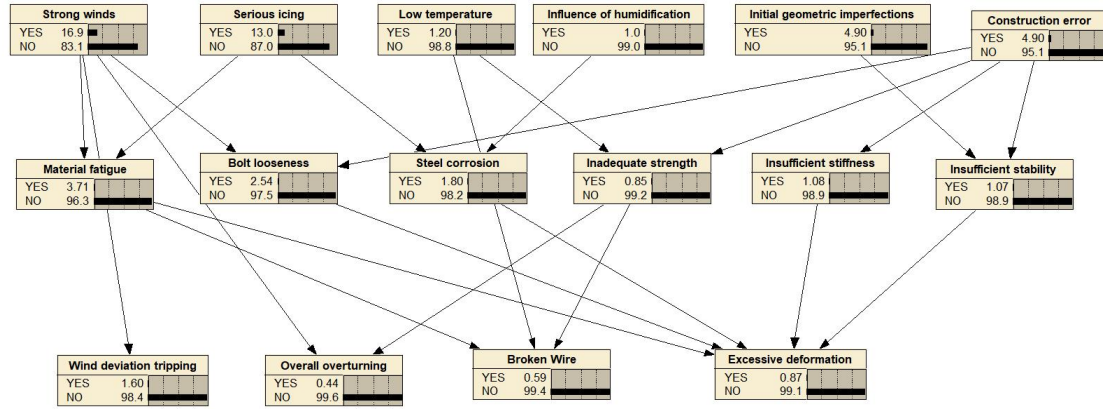 Strong winds
YES 16.9
NO 83.1
Serious icing
YES 13.0
NO 87.0
Low temperature
YES 1.20
NO 98.8
Influence of humidification
YES 1.0
NO 99.0
Initial geometric imperfections
YES 4.90
NO 95.1
Construction error
YES 4.90
NO 95.1
Material fatigue
YES 3.71
NO 96.3
Bolt looseness
YES 2.54
NO 97.5
Steel corrosion
YES 1.80
NO 98.2
Inadequate strength
YES 0.85
NO 99.2
Insufficient stiffness
YES 1.08
NO 98.9
Insufficient stability
YES 1.07
NO 98.9
Wind deviation tripping
YES 1.60
NO 98.4
Overall overturning
YES 0.44
NO 99.6
Broken Wire
YES 0.59
NO 99.4
Excessive deformation
YES 0.87
NO 99.1